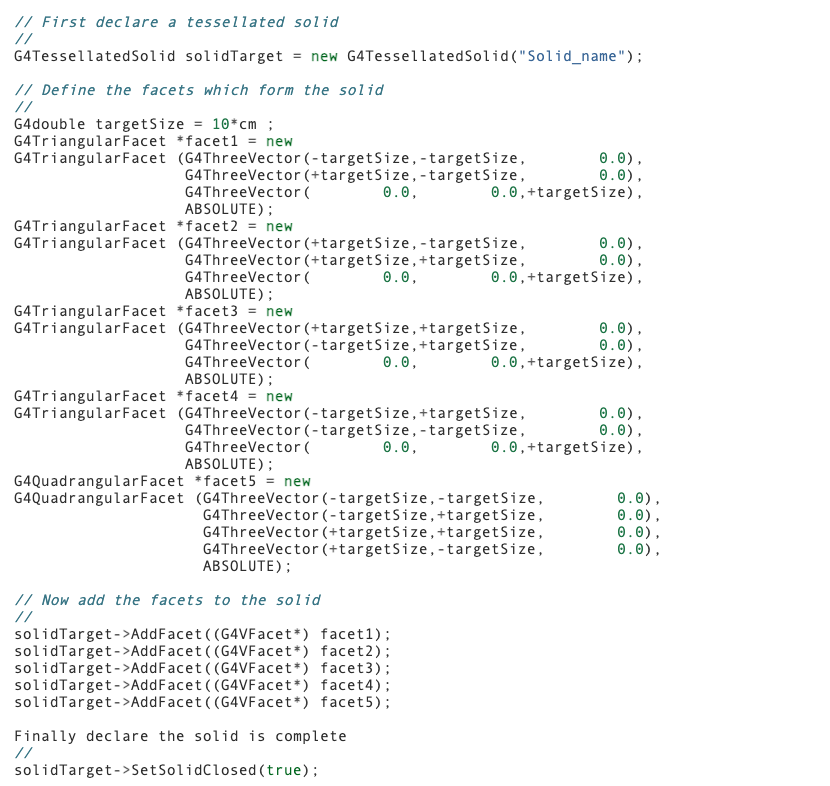 // First declare a tessellated solid
//
G4TessellatedSolid solidTarget = new G4TessellatedSolid("Solid_name");

// Define the facets which form the solid
//
G4double targetSize = 10*cm ;
G4TriangularFacet *facet1 = new
G4TriangularFacet (G4ThreeVector(-targetSize,-targetSize,        0.0),
                   G4ThreeVector(+targetSize,-targetSize,        0.0),
                   G4ThreeVector(        0.0,        0.0,+targetSize),
                   ABSOLUTE);
G4TriangularFacet *facet2 = new
G4TriangularFacet (G4ThreeVector(+targetSize,-targetSize,        0.0),
                   G4ThreeVector(+targetSize,+targetSize,        0.0),
                   G4ThreeVector(        0.0,        0.0,+targetSize),
                   ABSOLUTE);
G4TriangularFacet *facet3 = new
G4TriangularFacet (G4ThreeVector(+targetSize,+targetSize,        0.0),
                   G4ThreeVector(-targetSize,+targetSize,        0.0),
                   G4ThreeVector(        0.0,        0.0,+targetSize),
                   ABSOLUTE);
G4TriangularFacet *facet4 = new
G4TriangularFacet (G4ThreeVector(-targetSize,+targetSize,        0.0),
                   G4ThreeVector(-targetSize,-targetSize,        0.0),
                   G4ThreeVector(        0.0,        0.0,+targetSize),
                   ABSOLUTE);
G4QuadrangularFacet *facet5 = new
G4QuadrangularFacet (G4ThreeVector(-targetSize,-targetSize,        0.0),
                     G4ThreeVector(-targetSize,+targetSize,        0.0),
                     G4ThreeVector(+targetSize,+targetSize,        0.0),
                     G4ThreeVector(+targetSize,-targetSize,        0.0),
                     ABSOLUTE);

// Now add the facets to the solid
//
solidTarget->AddFacet((G4VFacet*) facet1);
solidTarget->AddFacet((G4VFacet*) facet2);
solidTarget->AddFacet((G4VFacet*) facet3);
solidTarget->AddFacet((G4VFacet*) facet4);
solidTarget->AddFacet((G4VFacet*) facet5);

Finally declare the solid is complete
//
solidTarget->SetSolidClosed(true);